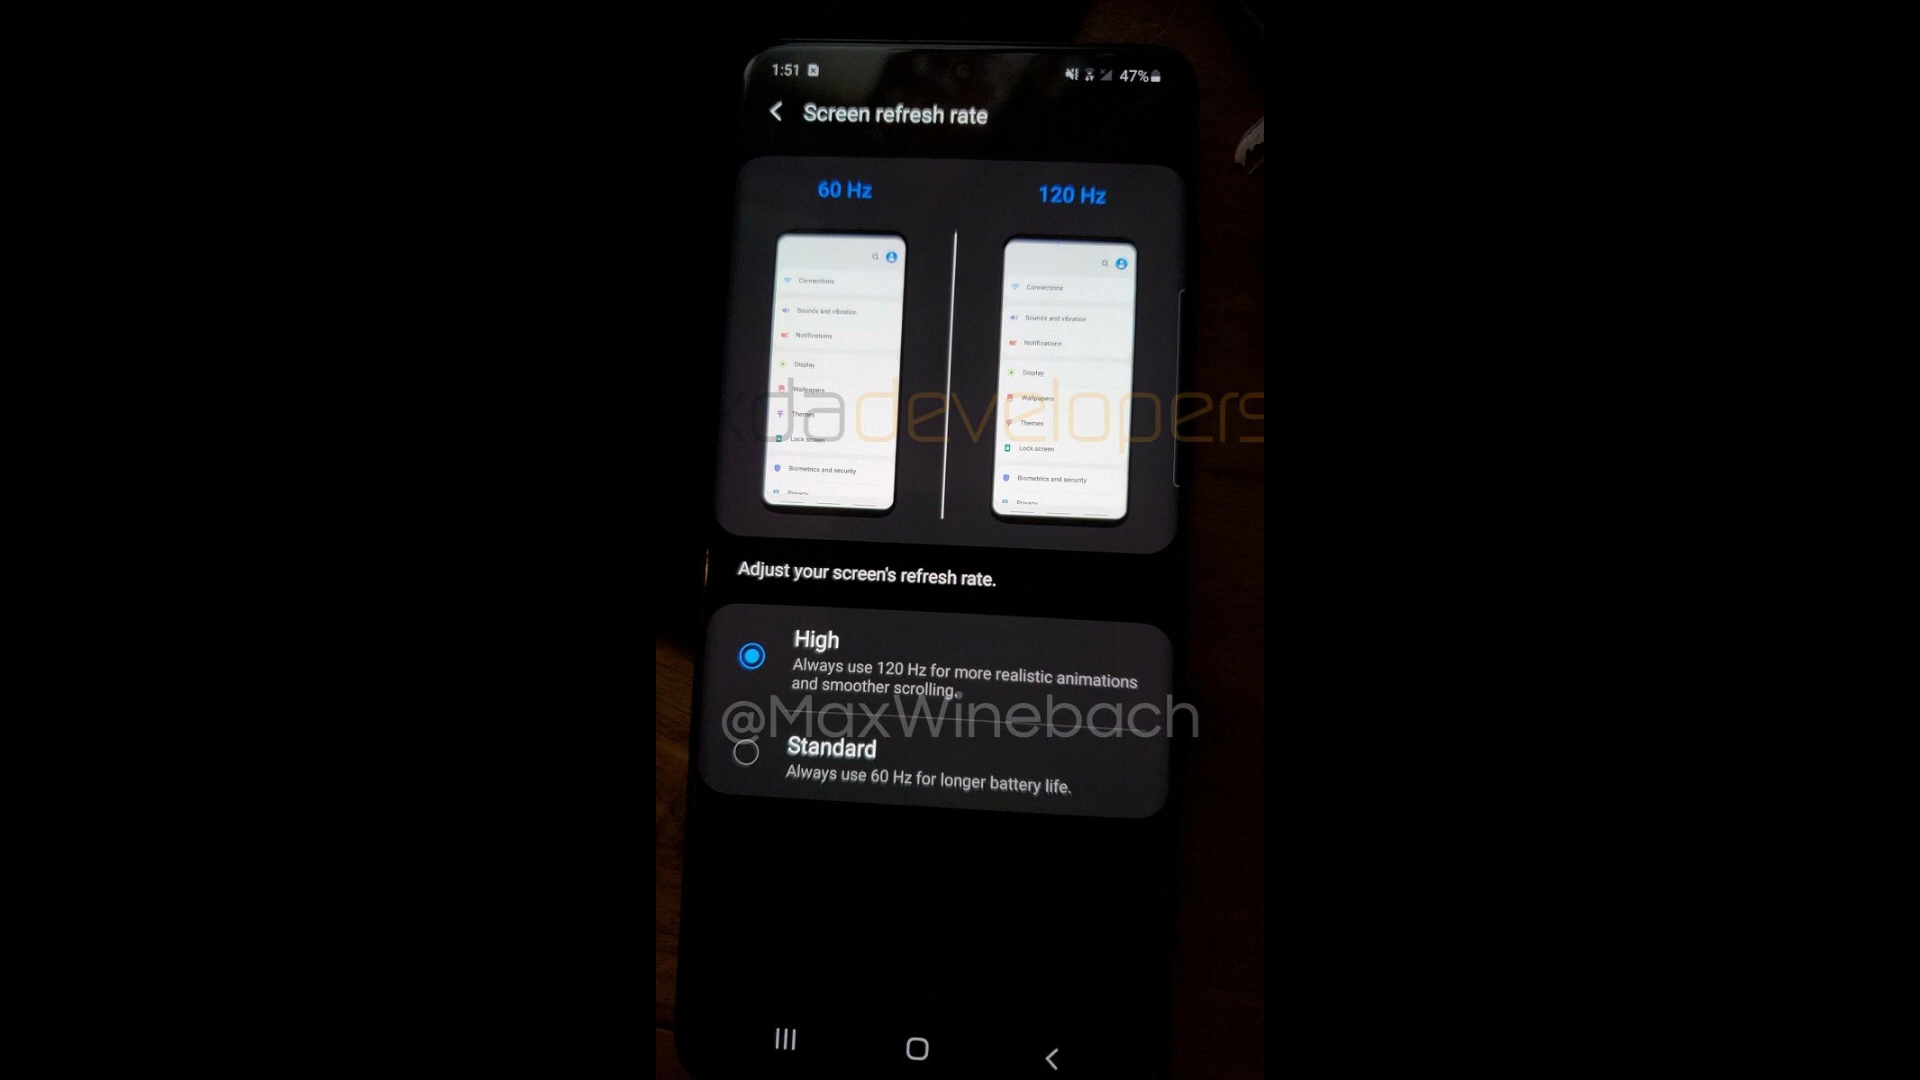 1:51
47%
Screen refresh rate
60 Hz
120 Hz
Connections
Sounds and vibration
Notifications
Display
Wallpapers
Themes
Lock screen
Biometrics and security
Privacy
Connections
Sounds and vibration
Notifications
Display
Wallpapers
Themes
Lock screen
Biometrics and security
Privacy
xdadevelopers
Adjust your screen's refresh rate.
High
Always use 120 Hz for more realistic animations
and smoother scrolling.
@MaxWinebach
Standard
Always use 60 Hz for longer battery life.